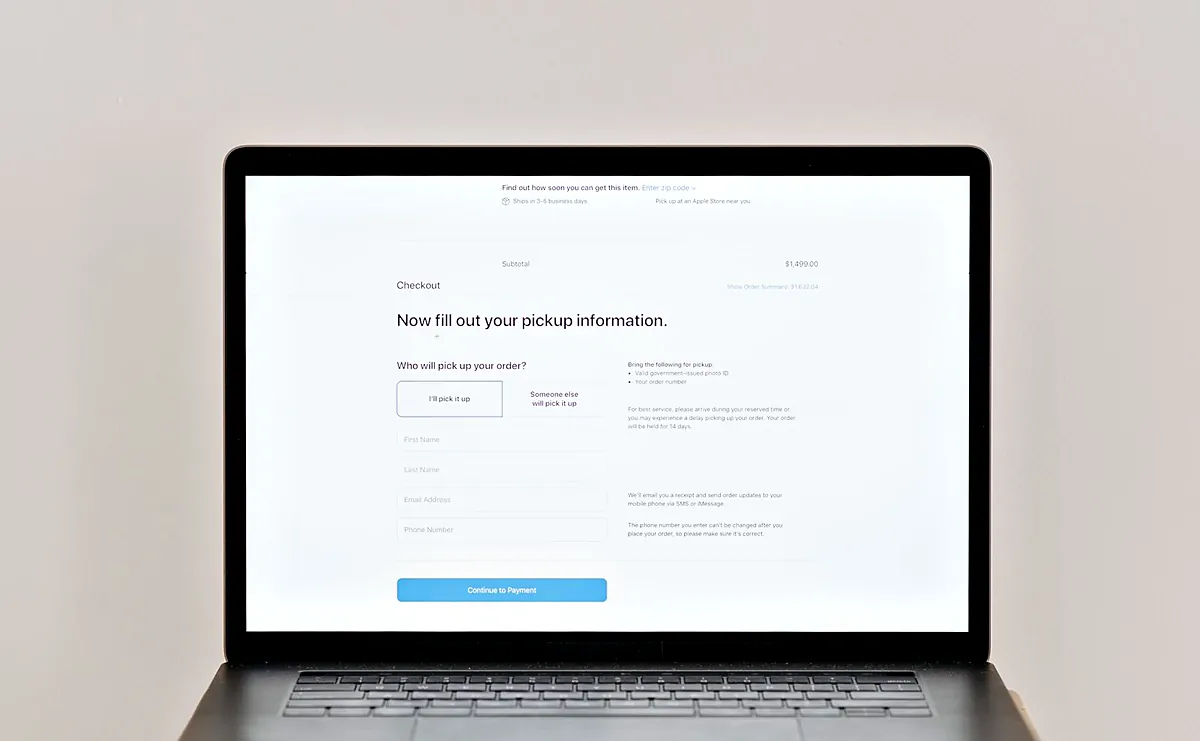 Find out how soon you can get this item. Enter zip code
Ships in 3-5 business days.
Pick up at an Apple Store near you
Subtotal
$1,499.00
Checkout
Show Order Summary: $1,632.04
Now fill out your pickup information.
Who will pick up your order?
I'll pick it up
Someone else
will pick it up
First Name
Last Name
Email Address
Phone Number
Bring the following for pickup:
• Valid government-issued photo ID
• Your order number
For best service, please arrive during your reserved time or
you may experience a delay picking up your order. Your order
will be held for 14 days.
We'll email you a receipt and send order updates to your
mobile phone via SMS or iMessage.
The phone number you enter can't be changed after you
place your order, so please make sure it's correct.
Continue to Payment